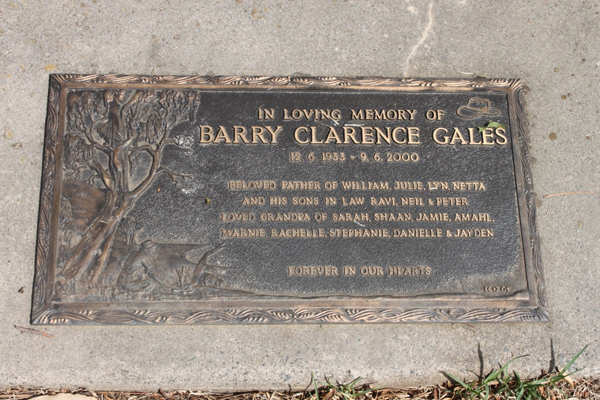 IN LOVING MEMORY OF
BARRY CLARENCE GALES
12. 6. 1933 - 9. 6. 2000
BELOVED FATHER OF WILLIAM, JULIE, LYN, NETTA
AND HIS SONS IN LAW RAVI, NEIL & PETER
LOVED GRANDPA OF SARAH, SHAAN, JAMIE, AMAHL,
MARNIE, RACHELLE, STEPHANIE, DANIELLE & JAYDEN
FOREVER IN OUR HEARTS